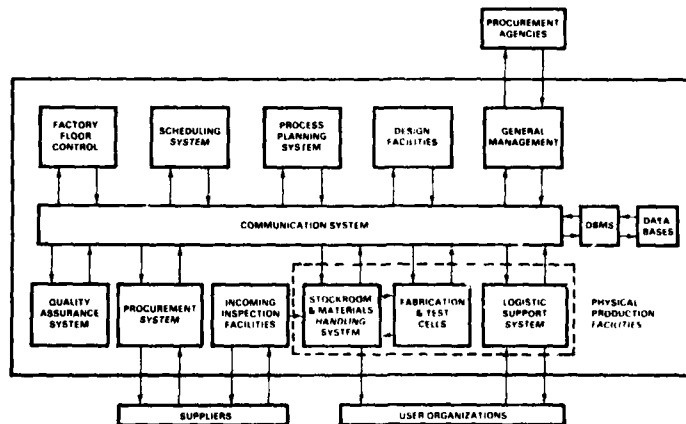 PROCUREMENT
AGENCIES
FACTORY
FLOOR
CONTROL
SCHEDULING
SYSTEM
PROCESS
PLANNING
SYSTEM
DESIGN
FACILITIES
GENERAL
MANAGEMENT
COMMUNICATION SYSTEM
DBMS
DATA
BASES
QUALITY
ASSURANCE
SYSTEM
PROCUREMENT
SYSTEM
INCOMING
INSPECTION
FACILITIES
STOCKROOM
& MATERIALS
HANDLING
SYSTEM
FABRICATION
& TEST
CELLS
LOGISTIC
SUPPORT
SYSTEM
PHYSICAL
PRODUCTION
FACILITIES
SUPPLIERS
USER ORGANIZATIONS